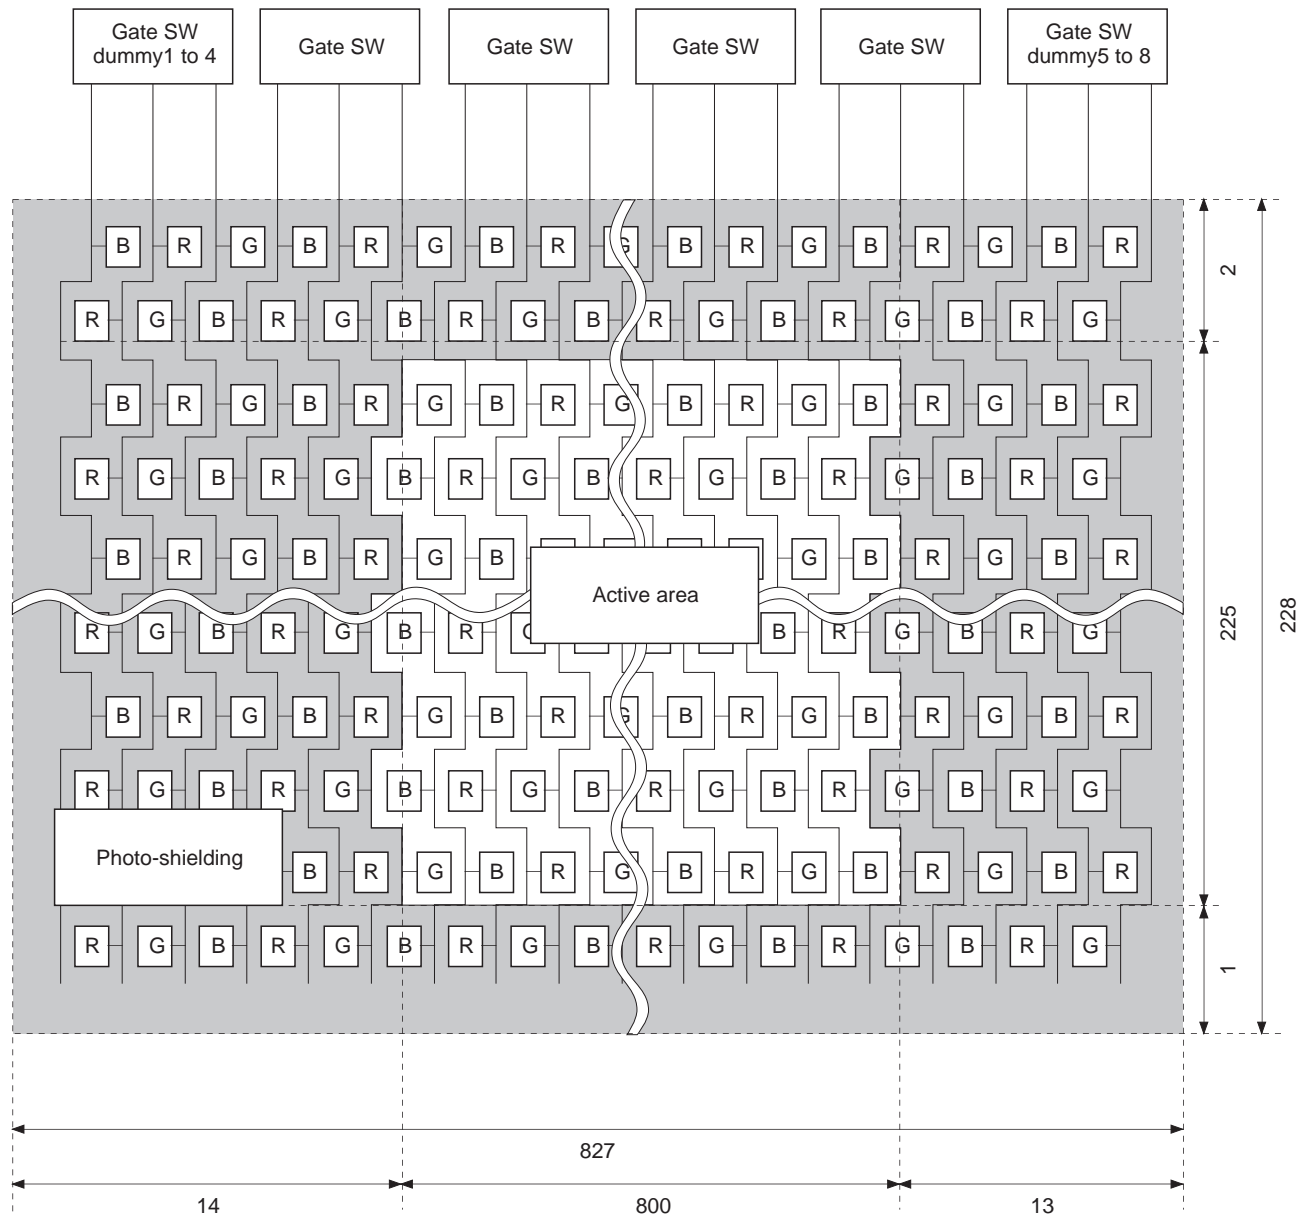 Gate SW
dummy1 to 4
Gate SW
Gate SW
Gate SW
Gate SW
Gate SW
dummy5 to 8
B R G B R G B R G B R G B R G B R
2
R G B R G B R G B R G B R G B R G
B R G B R G B R G B R G B R G B R
R G B R G B R G B R G B R G B R G
B R G B R G B G B R G B R
Active area
225
228
R G B R G B R B R G B R G
B R G B R G B R G B R G B R G B R
R G B R G B R G B R G B R G B R G
Photo-shielding
B R G B R G B R G B R G B R
R G B R G B R G B R G B R G B R G
1
827
14
800
13